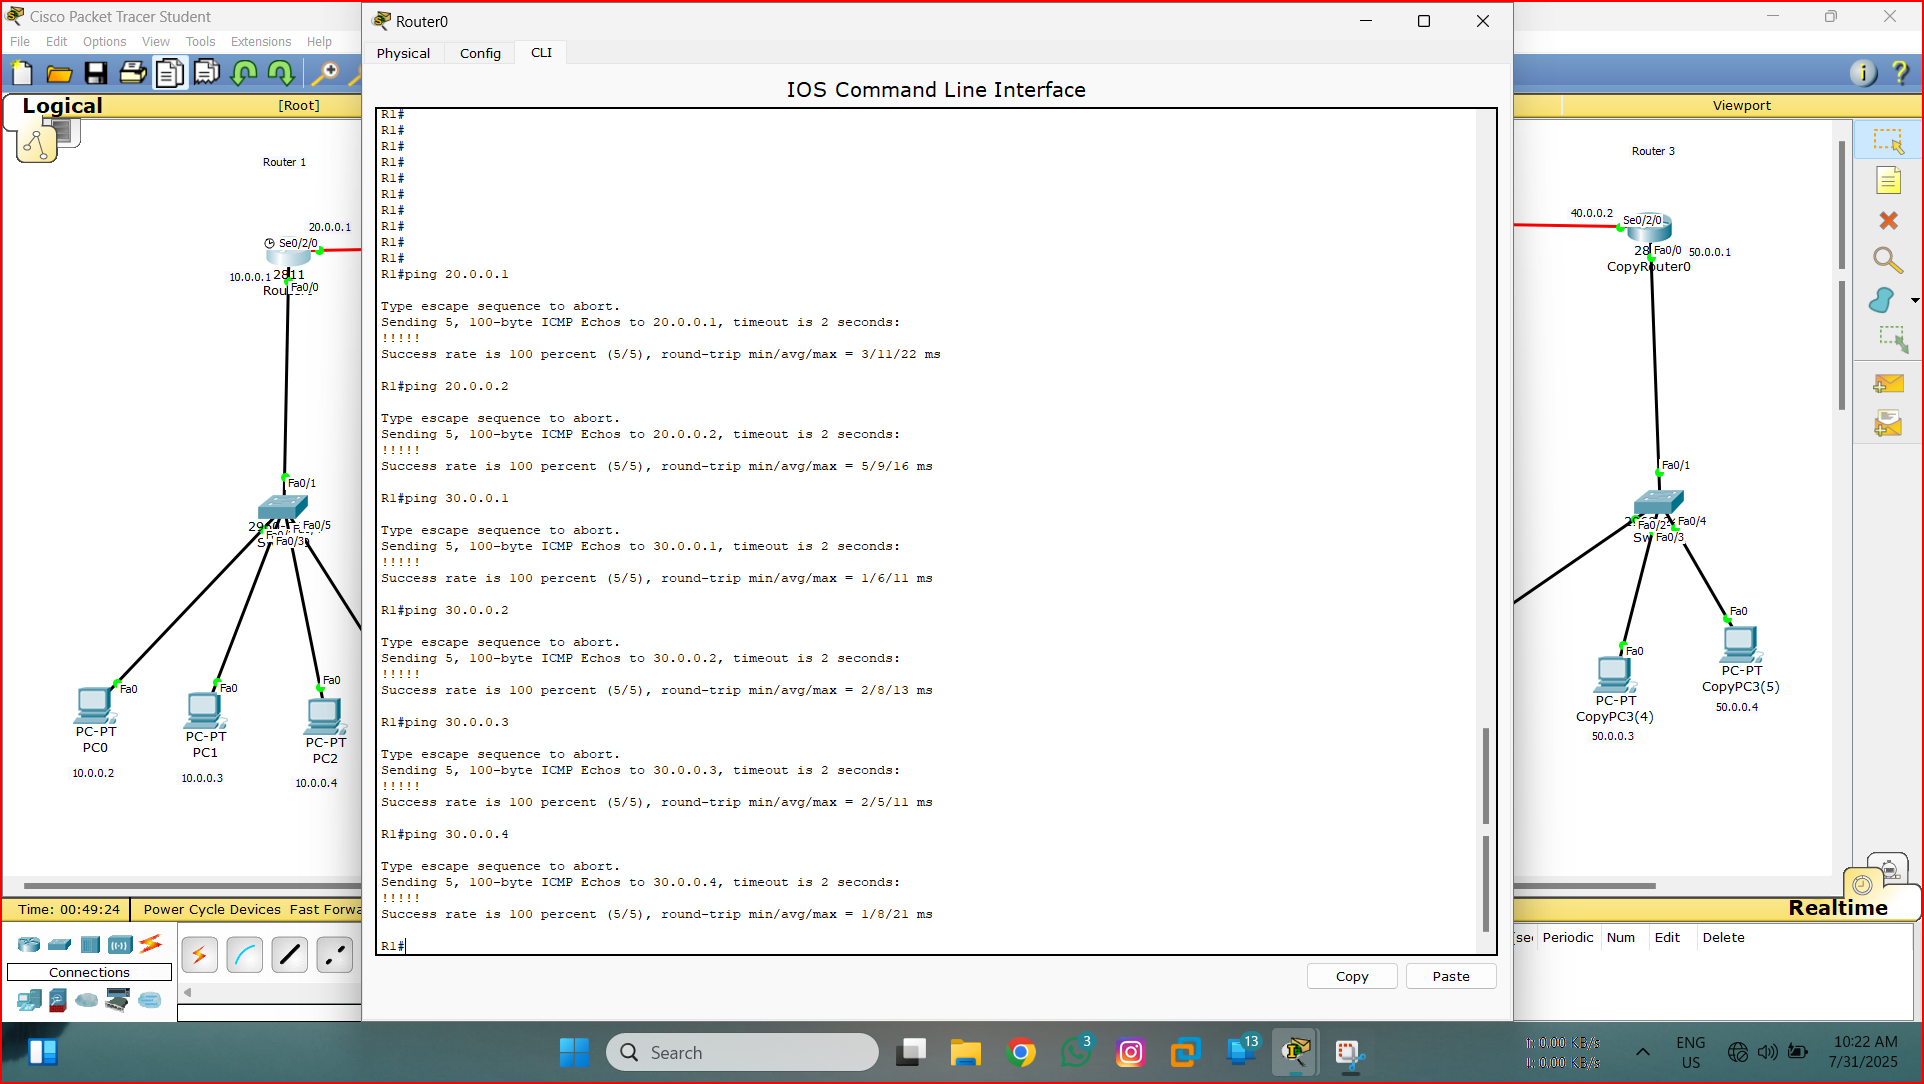 Cisco Packet Tracer Student
File Edit Options View Tools Extensions Help
Logical
[Root]
Router 1
20.0.0.1
Se0/2/0
10.0.0.1
2811
Fa0/0
Fa0/1
Fa0/5
Fa0/3
Fa0
Fa0
Fa0
PC-PT
PC0
10.0.0.2
PC-PT
PC1
10.0.0.3
PC-PT
PC2
10.0.0.4
Time: 00:49:24
Power Cycle Devices
Connections
Router0
Physical Config CLI
IOS Command Line Interface
R1#
R1#
R1#
R1#
R1#
R1#
R1#
R1#
R1#
R1#
R1#ping 20.0.0.1
Type escape sequence to abort.
Sending 5, 100-byte ICMP Echos to 20.0.0.1, timeout is 2 seconds:
!!!!!
Success rate is 100 percent (5/5), round-trip min/avg/max = 3/11/22 ms
R1#ping 20.0.0.2
Type escape sequence to abort.
Sending 5, 100-byte ICMP Echos to 20.0.0.2, timeout is 2 seconds:
!!!!!
Success rate is 100 percent (5/5), round-trip min/avg/max = 5/9/16 ms
R1#ping 30.0.0.1
Type escape sequence to abort.
Sending 5, 100-byte ICMP Echos to 30.0.0.1, timeout is 2 seconds:
!!!!!
Success rate is 100 percent (5/5), round-trip min/avg/max = 1/6/11 ms
R1#ping 30.0.0.2
Type escape sequence to abort.
Sending 5, 100-byte ICMP Echos to 30.0.0.2, timeout is 2 seconds:
!!!!!
Success rate is 100 percent (5/5), round-trip min/avg/max = 2/8/13 ms
R1#ping 30.0.0.3
Type escape sequence to abort.
Sending 5, 100-byte ICMP Echos to 30.0.0.3, timeout is 2 seconds:
!!!!!
Success rate is 100 percent (5/5), round-trip min/avg/max = 2/5/11 ms
R1#ping 30.0.0.4
Type escape sequence to abort.
Sending 5, 100-byte ICMP Echos to 30.0.0.4, timeout is 2 seconds:
!!!!!
Success rate is 100 percent (5/5), round-trip min/avg/max = 1/8/21 ms
R1#
Copy Paste
Viewport
Router 3
40.0.0.2
Se0/2/0
Fa0/0
50.0.0.1
CopyRouter0
Fa0/1
Fa0/2
Fa0/4
Fa0/3
Fa0
Fa0
PC-PT
CopyPC3(5)
50.0.0.4
PC-PT
CopyPC3(4)
50.0.0.3
Realtime
Periodic Num Edit Delete
Search
3
13
ENG
US
10:22 AM
7/31/2025